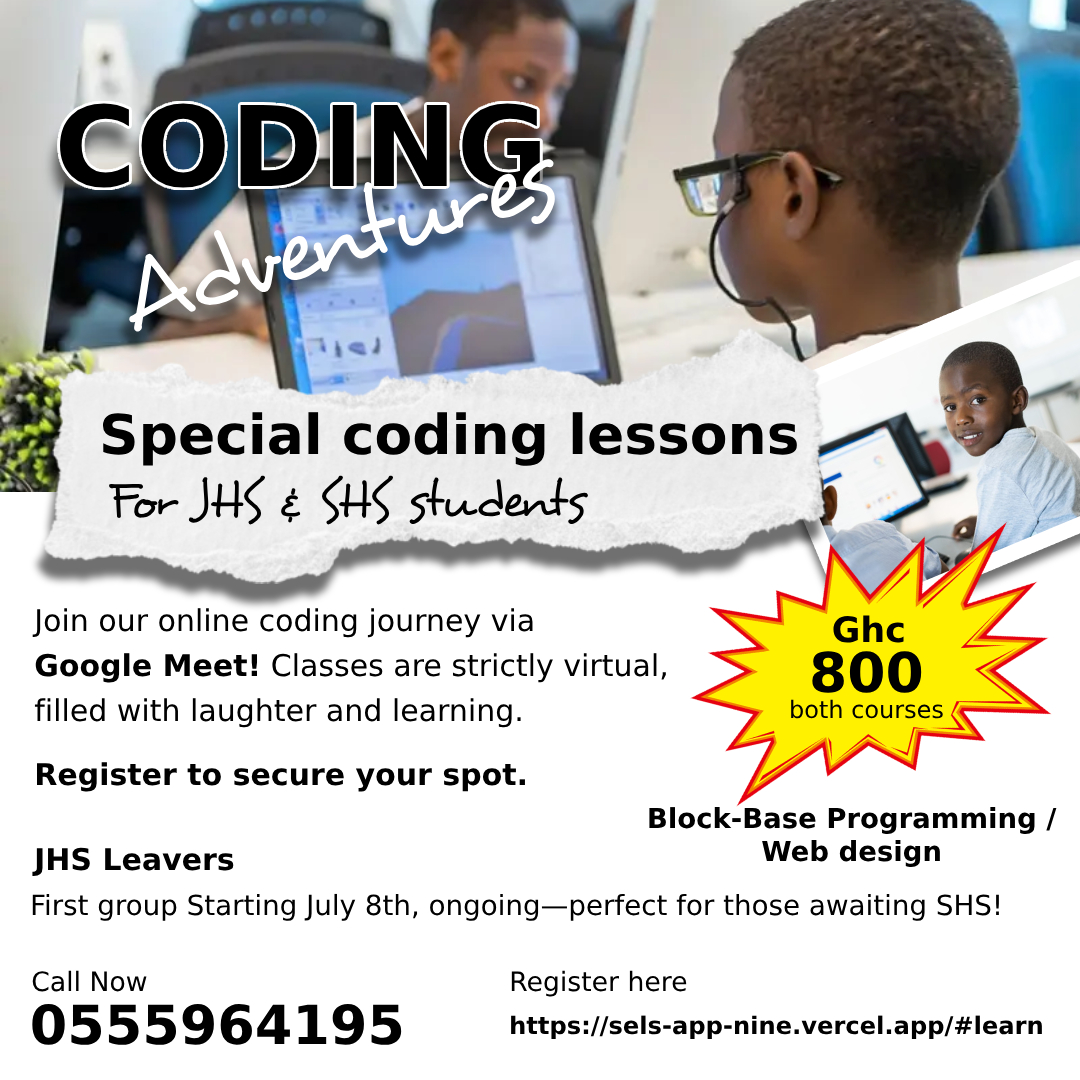 CODING
Adventures
Special coding lessons
For JHS & SHS students
Join our online coding journey via
Google Meet! Classes are strictly virtual,
filled with laughter and learning.
Register to secure your spot.
Ghc
800
both courses
Block-Base Programming /
Web design
JHS Leavers
First group Starting July 8th, ongoing—perfect for those awaiting SHS!
Call Now
0555964195
Register here
https://sels-app-nine.vercel.app/#learn